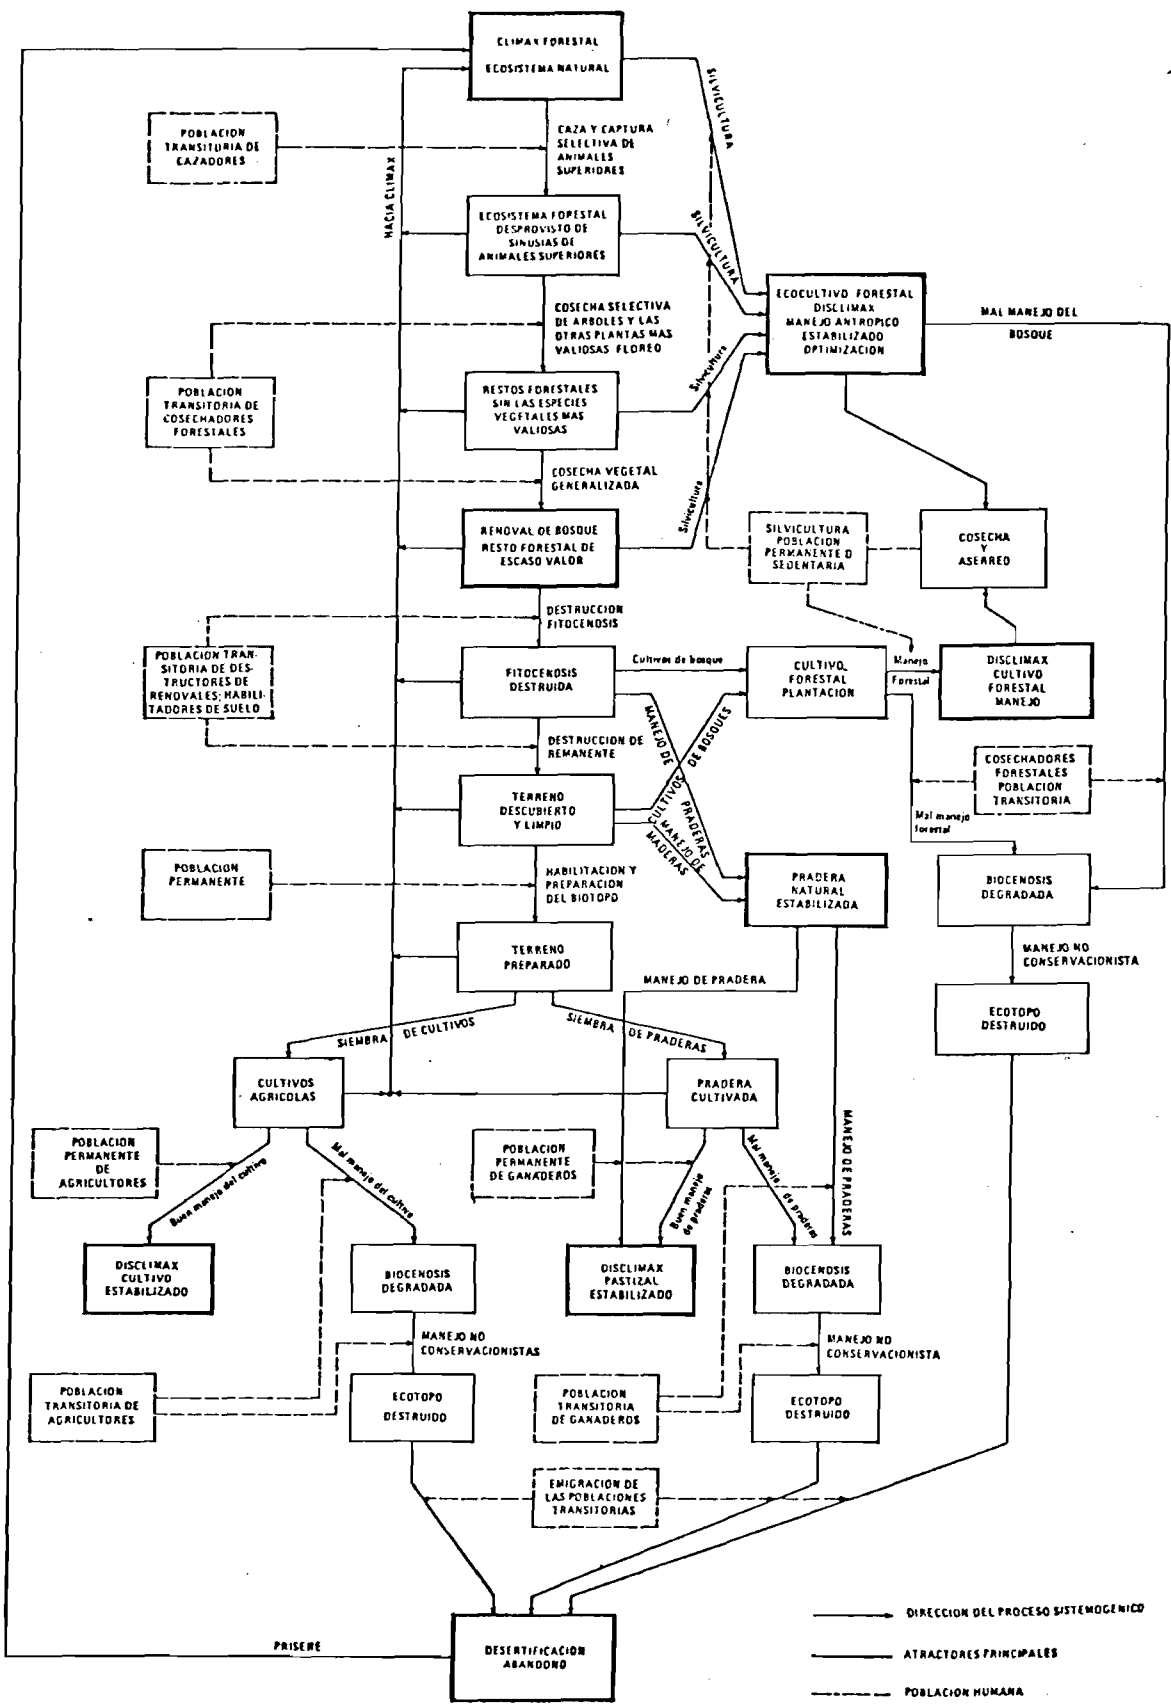 CLIMAX FORESTAL
ECOSISTEMA NATURAL
SILVICULTURA
POBLACION
TRANSITORIA DE
CAZADORES
CAZA Y CAPTURA
SELECTIVA DE
ANIMALES
SUPERIORES
HACIA CLIMAX
ECOSISTEMA FORESTAL
DESPROVISTO DE
SINUSIAS DE
ANIMALES SUPERIORES
SILVICULTURA
ECOCULTIVO FORESTAL
DISCLIMAX
MANEJO ANTROPICO
ESTABILIZADO
OPTIMIZACION
MAL MANEJO DEL
BOSQUE
COSECHA SELECTIVA
DE ARBOLES Y LAS
OTRAS PLANTAS MAS
VALIOSAS FLOREO
POBLACION
TRANSITORIA DE
COSECHADORES
FORESTALES
RESTOS FORESTALES
SIN LAS ESPECIES
VEGETALES MAS
VALIOSAS
Silvicultura
COSECHA VEGETAL
GENERALIZADA
RENOVAL DE BOSQUE
RESTO FORESTAL DE
ESCASO VALOR
Silvicultura
SILVICULTURA
POBLACION
PERMANENTE O
SEDENTARIA
COSECHA
Y
ASERREO
DESTRUCCION
FITOCENOSIS
POBLACION TRAN-
SITORIA DE DES-
TRUCTORES DE
RENOVALES; HABILI-
TADORES DE SUELO
FITOCENOSIS
DESTRUIDA
Cultivos de bosque
CULTIVO
FORESTAL
PLANTACION
Manejo
Forestal
DISCLIMAX
CULTIVO
FORESTAL
MANEJO
DESTRUCCION DE
REMANENTE
MANEJO DE PRADERAS
CULTIVOS DE BOSQUES
MANEJO DE
MADERAS
TERRENO
DESCUBIERTO
Y LIMPIO
COSECHADORES
FORESTALES
POBLACION
TRANSITORIA
Mal manejo
forestal
POBLACION
PERMANENTE
HABILITACION Y
PREPARACION
DEL BIOTOPO
PRADERA
NATURAL
ESTABILIZADA
BIOCENOSIS
DEGRADADA
TERRENO
PREPARADO
MANEJO DE PRADERA
MANEJO NO
CONSERVACIONISTA
ECOTOPO
DESTRUIDO
SIEMBRA DE CULTIVOS
SIEMBRA DE PRADERAS
CULTIVOS
AGRICOLAS
PRADERA
CULTIVADA
POBLACION
PERMANENTE
DE
AGRICULTORES
Buen manejo del cultivo
Mal manejo del cultivo
POBLACION
PERMANENTE
DE GANADEROS
Buen manejo
de praderas
Mal manejo de praderas
MANEJO DE PRADERAS
DISCLIMAX
CULTIVO
ESTABILIZADO
BIOCENOSIS
DEGRADADA
DISCLIMAX
PASTIZAL
ESTABILIZADO
BIOCENOSIS
DEGRADADA
MANEJO NO
CONSERVACIONISTAS
MANEJO NO
CONSERVACIONISTA
POBLACION
TRANSITORIA DE
AGRICULTORES
ECOTOPO
DESTRUIDO
POBLACION
TRANSITORIA
DE GANADEROS
ECOTOPO
DESTRUIDO
EMIGRACION DE
LAS POBLACIONES
TRANSITORIAS
PRISERE
DESERTIFICACION
ABANDONO
DIRECCION DEL PROCESO SISTEMOGENICO
ATRACTORES PRINCIPALES
POBLACION HUMANA